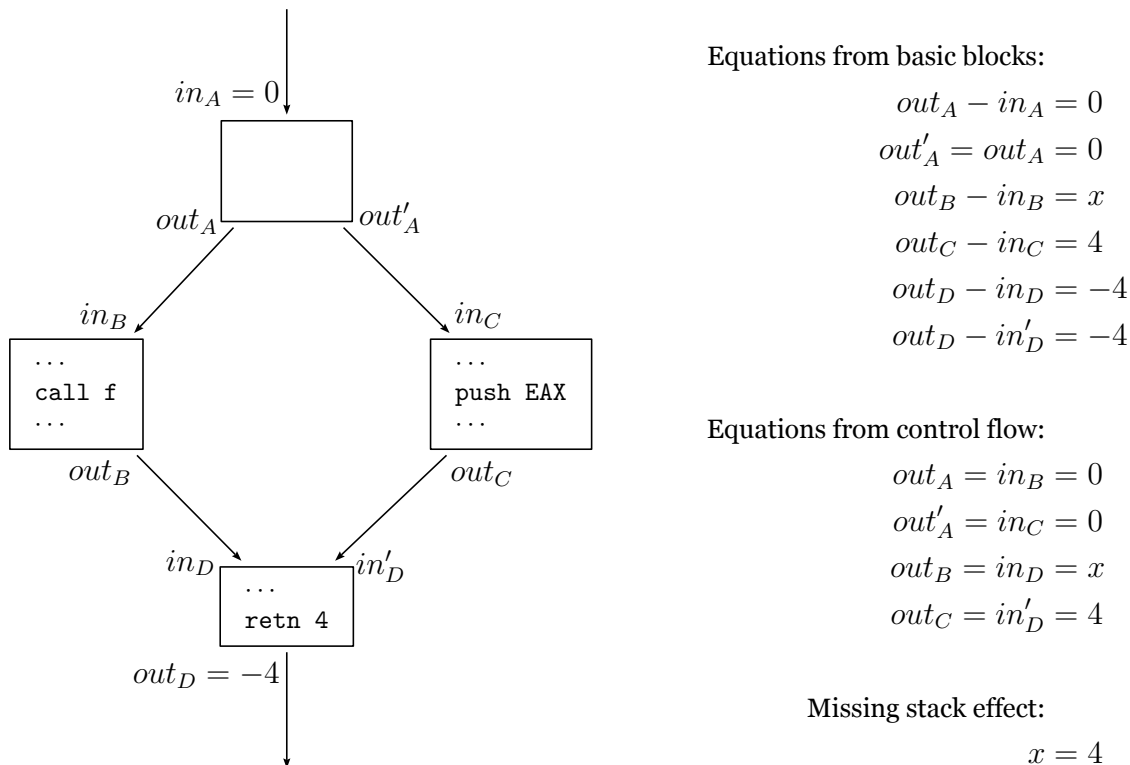 in_A = 0
out_A
out'_A
in_B
in_C
...
call f
...
...
push EAX
...
out_B
out_C
in_D
in'_D
...
retn 4
out_D = −4
Equations from basic blocks:
out_A − in_A = 0
out'_A = out_A = 0
out_B − in_B = x
out_C − in_C = 4
out_D − in_D = −4
out_D − in'_D = −4
Equations from control flow:
out_A = in_B = 0
out'_A = in_C = 0
out_B = in_D = x
out_C = in'_D = 4
Missing stack effect:
x = 4